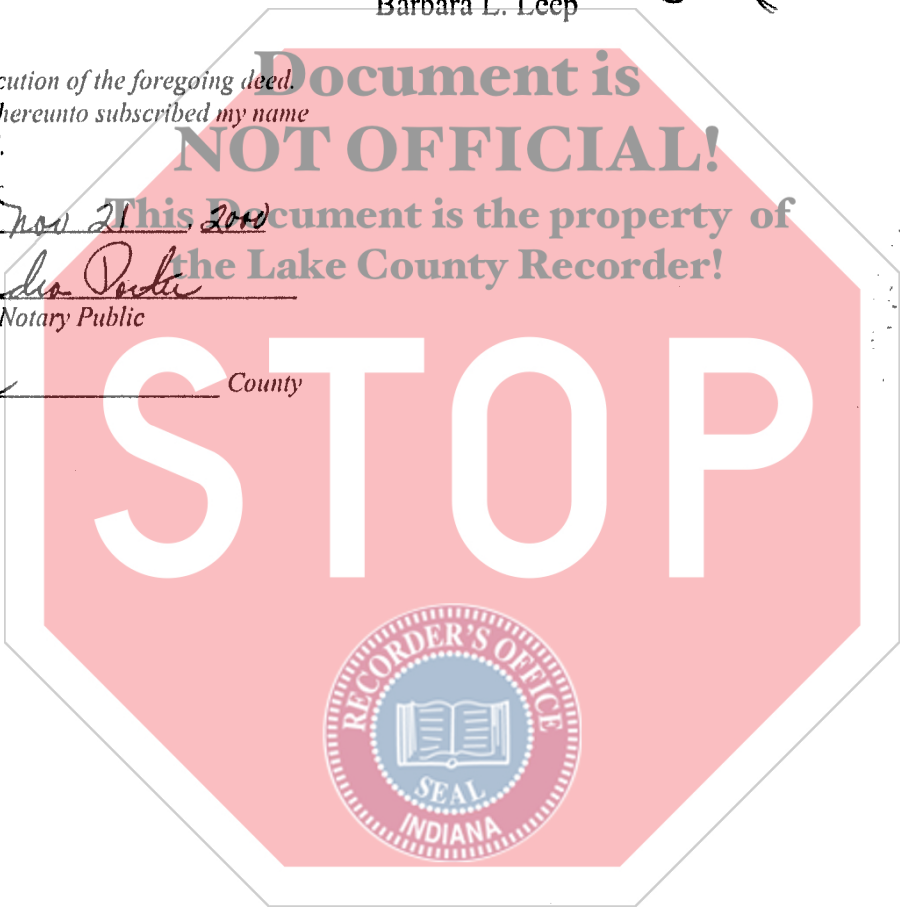 Barbara L. Leep
cution of the foregoing deed.
hereunto subscribed my name
Document is
NOT OFFICIAL!
This Document is the property of
the Lake County Recorder!
nov 21, 2000
Notary Public
County
STOP
RECORDER'S OFFICE
SEAL
INDIANA